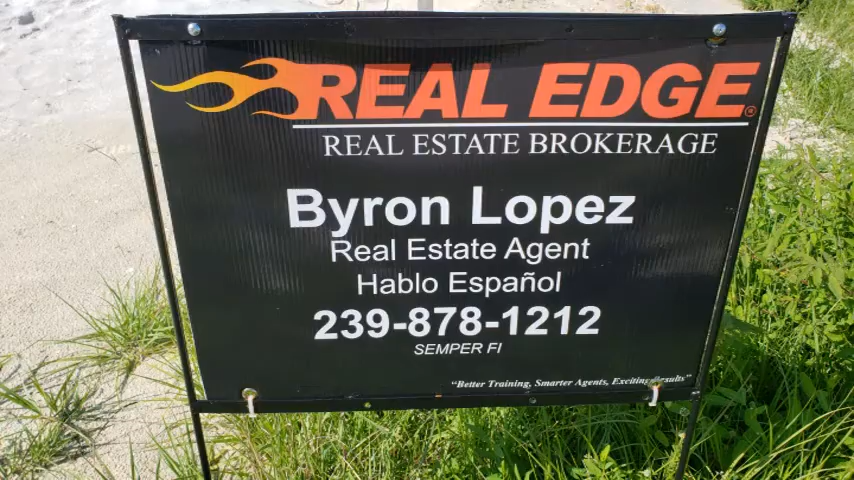 REAL EDGE®
REAL ESTATE BROKERAGE
Byron Lopez
Real Estate Agent
Hablo Español
239-878-1212
SEMPER FI
"Better Training, Smarter Agents, Exciting Results"